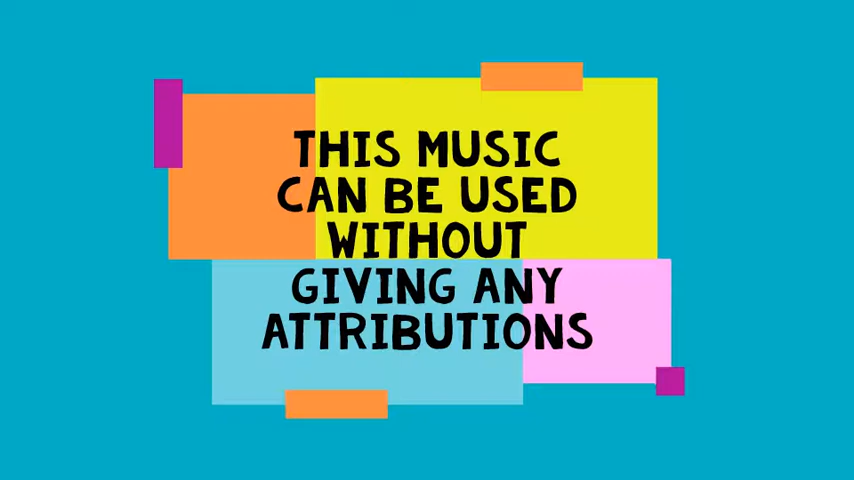 THIS MUSIC
CAN BE USED
WITHOUT
GIVING ANY
ATTRIBUTIONS